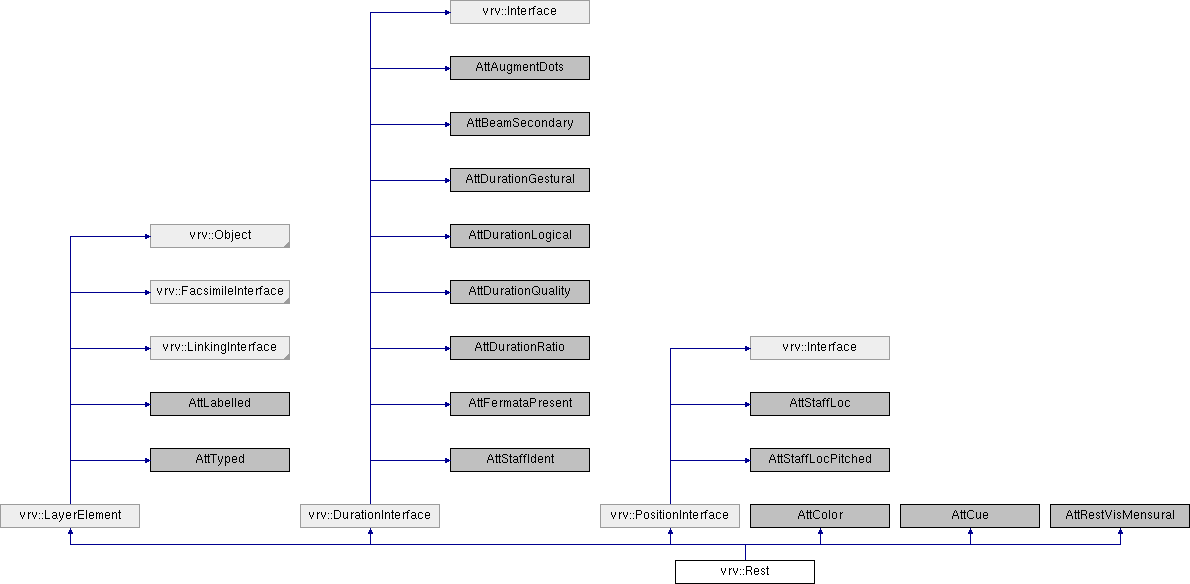 vrv::Interface
AttAugmentDots
AttBeamSecondary
AttDurationGestural
vrv::Object
AttDurationLogical
vrv::FacsimileInterface
AttDurationQuality
vrv::LinkingInterface
AttDurationRatio
vrv::Interface
AttLabelled
AttFermataPresent
AttStaffLoc
AttTyped
AttStaffIdent
AttStaffLocPitched
vrv::LayerElement
vrv::DurationInterface
vrv::PositionInterface
AttColor
AttCue
AttRestVisMensural
vrv::Rest